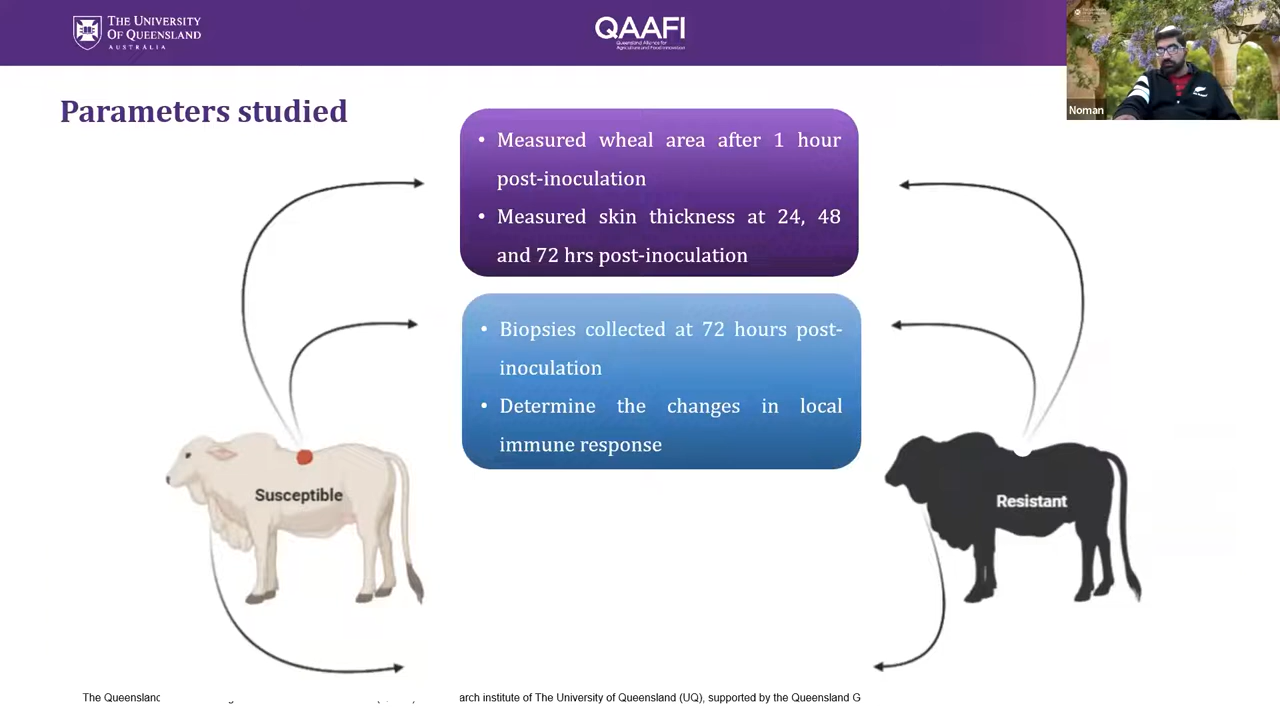 THE UNIVERSITY
OF QUEENSLAND
AUSTRALIA
QAAFI
Queensland Alliance for
Agriculture and Food Innovation
Noman
Parameters studied
• Measured wheal area after 1 hour
post-inoculation
• Measured skin thickness at 24, 48
and 72 hrs post-inoculation
• Biopsies collected at 72 hours post-
inoculation
• Determine the changes in local
immune response
Susceptible
Resistant
The Queensland
arch institute of The University of Queensland (UQ), supported by the Queensland G